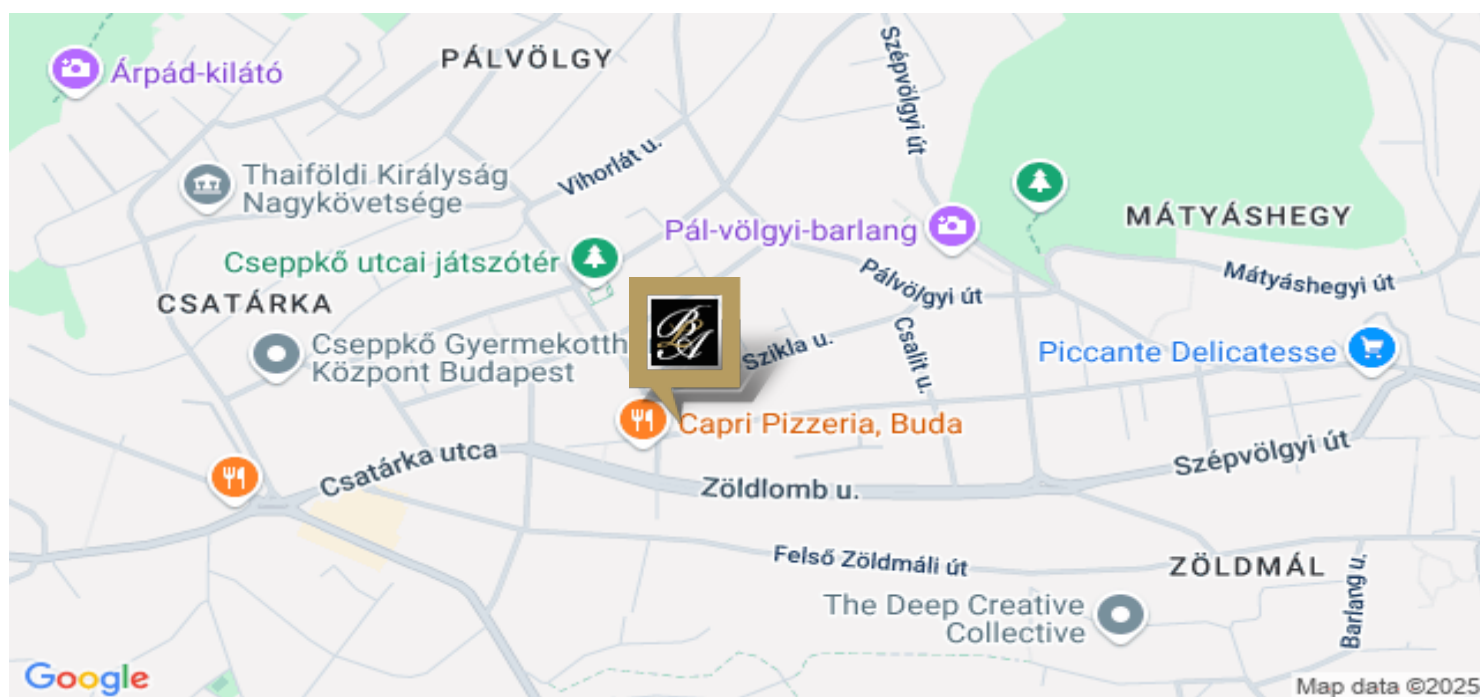 PÁLVÖLGY
Árpád-kilátó
Szépvölgyi út
Thaiföldi Királyság
Nagykövetsége
Vihorlát u.
MÁTYÁSHEGY
Pál-völgyi-barlang
Cseppkő utcai játszótér
Pálvölgyi út
Mátyáshegyi út
CSATÁRKA
BLA
Cseppkő Gyermekotth
Központ Budapest
Szikla u.
Csalit u.
Piccante Delicatesse
Capri Pizzeria, Buda
Csatárka utca
Szépvölgyi út
Zöldlomb u.
Felső Zöldmáli út
ZÖLDMÁL
Barlang u.
The Deep Creative
Collective
Google
Map data ©2025